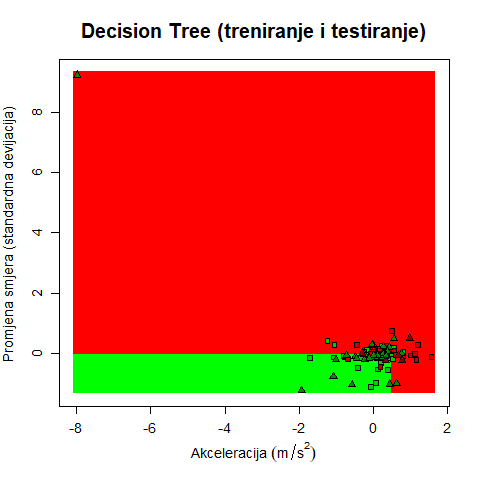 Decision Tree (treniranje i testiranje)
Promjena smjera (standardna devijacija)
8
6
4
2
0
-8 -6 -4 -2 0 2
Akceleracija (m/s²)